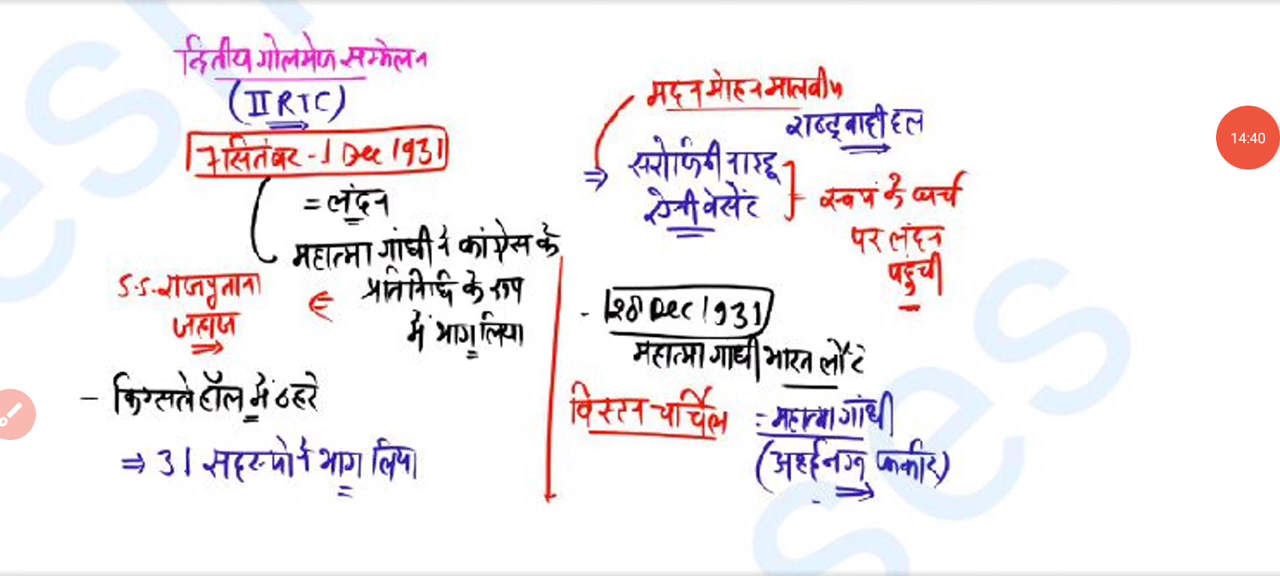 द्वितीय गोलमेज सम्मेलन
(II RTC)
7 सितंबर - 1 Dec 1931
= लंदन
महात्मा गांधी ने कांग्रेस के
प्रतिनिधि के रूप
में भाग लिया
S.S. राजपूताना
जहाज
- किंग्सले हॉल में ठहरे
⇒ 31 सदस्यो ने भाग लिया
मदन मोहन मालवीय
राष्ट्रवादी दल
⇒ सरोजिनी नायडू
ऐनी बेसेंट
स्वयं के खर्च
पर लंदन
पहुची
- 28 Dec 1931
महात्मा गांधी भारत लौटे
विस्टन चर्चिल = महात्मा गांधी
(अर्द्धनग्न फकीर)
14:40